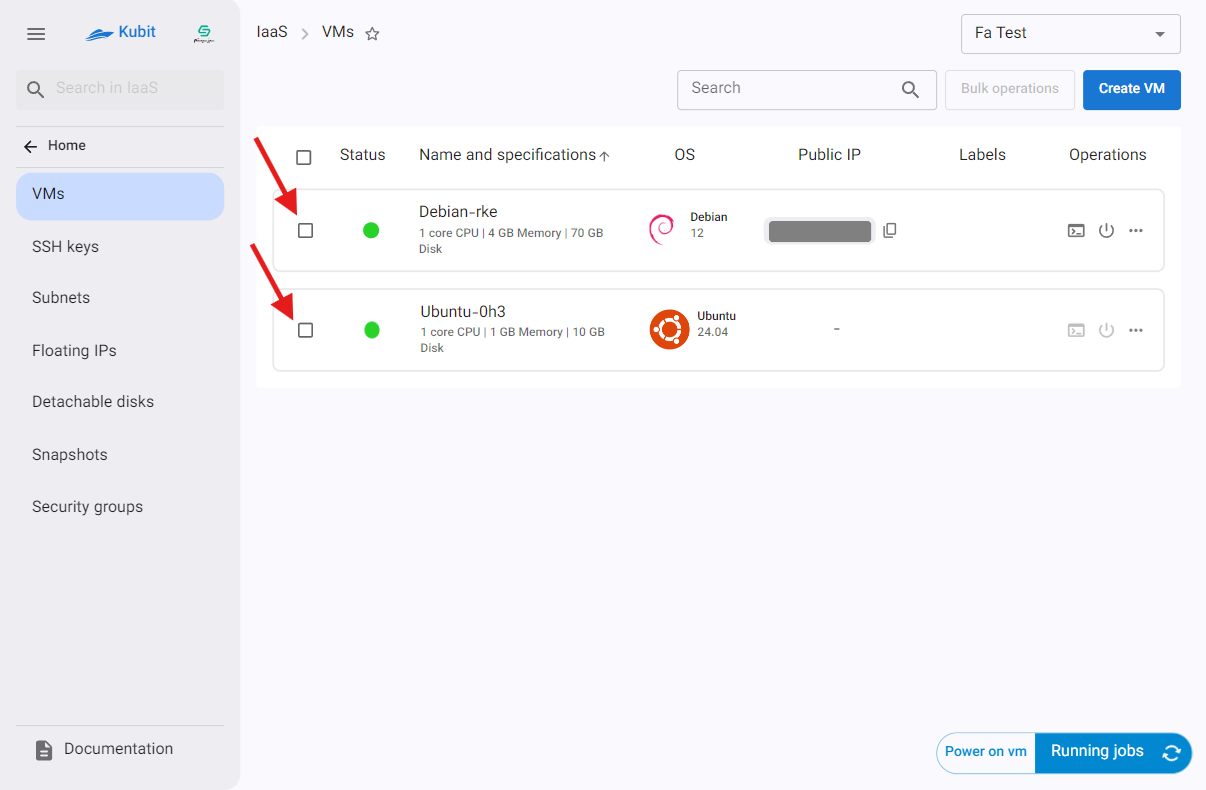 Kubit
IaaS
VMs
Fa Test
Search in IaaS
Search
Bulk operations
Create VM
Home
VMs
SSH keys
Subnets
Floating IPs
Detachable disks
Snapshots
Security groups
Documentation
Status
Name and specifications
OS
Public IP
Labels
Operations
Debian-rke
1 core CPU | 4 GB Memory | 70 GB
Disk
Debian
12
Ubuntu-0h3
1 core CPU | 1 GB Memory | 10 GB
Disk
Ubuntu
24.04
-
Power on vm
Running jobs